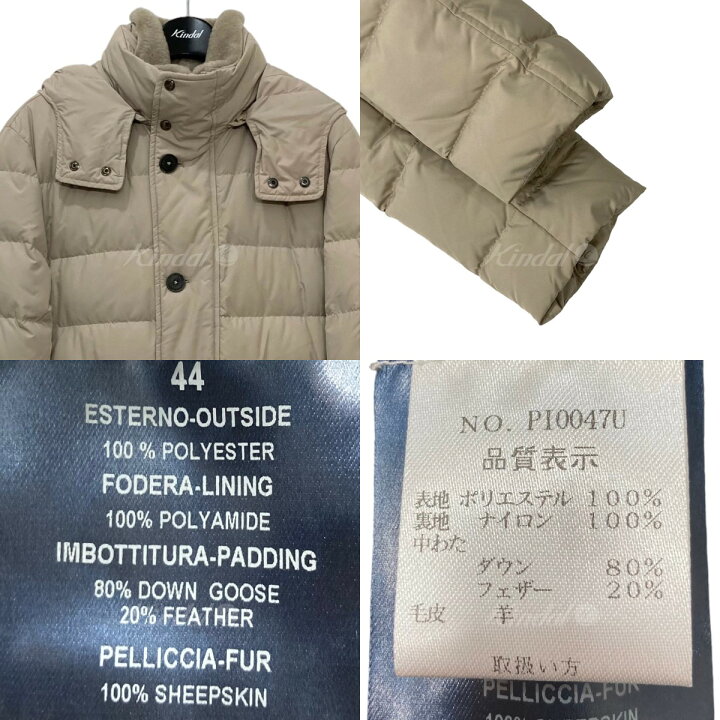 Kindal
Kindal
Kindal
44
ESTERNO-OUTSIDE
100 % POLYESTER
FODERA-LINING
100% POLYAMIDE
IMBOTTITURA-PADDING
80% DOWN GOOSE
20% FEATHER
PELLICCIA-FUR
100% SHEEPSKIN
NO. PI0047U
品質表示
表地 ポリエステル 100%
裏地 ナイロン 100%
中わた
ダウン 80%
フェザー 20%
毛皮 羊
取扱い方
PELLICCIA-FUR
100% SHEEPSKIN